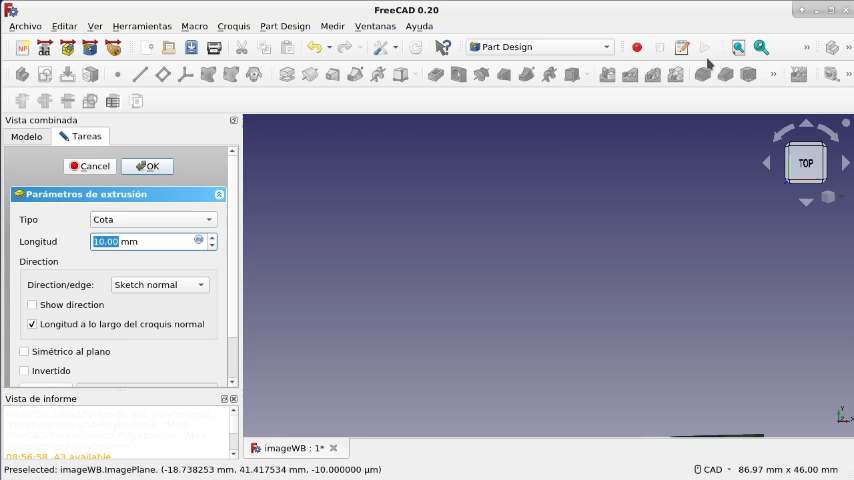 FreeCAD 0.20
Archivo Editar Ver Herramientas Macro Croquis Part Design Medir Ventanas Ayuda
NP
Part Design
Vista combinada
Modelo Tareas
Cancel OK
Parámetros de extrusión
Tipo Cota
Longitud 10,00 mm
Direction
Direction/edge: Sketch normal
Show direction
Longitud a lo largo del croquis normal
Simétrico al plano
Invertido
TOP
Vista de informe
08:56:58 A3 available
imageWB : 1*
Y
Z X
Preselected: imageWB.ImagePlane. (-18.738253 mm, 41.417534 mm, -10.000000 µm) CAD 86.97 mm x 46,00 mm